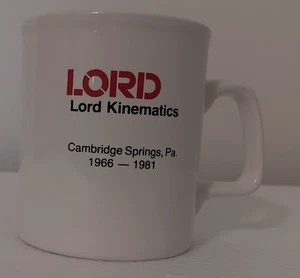 LORD
Lord Kinematics
Cambridge Springs, Pa.
1966 — 1981